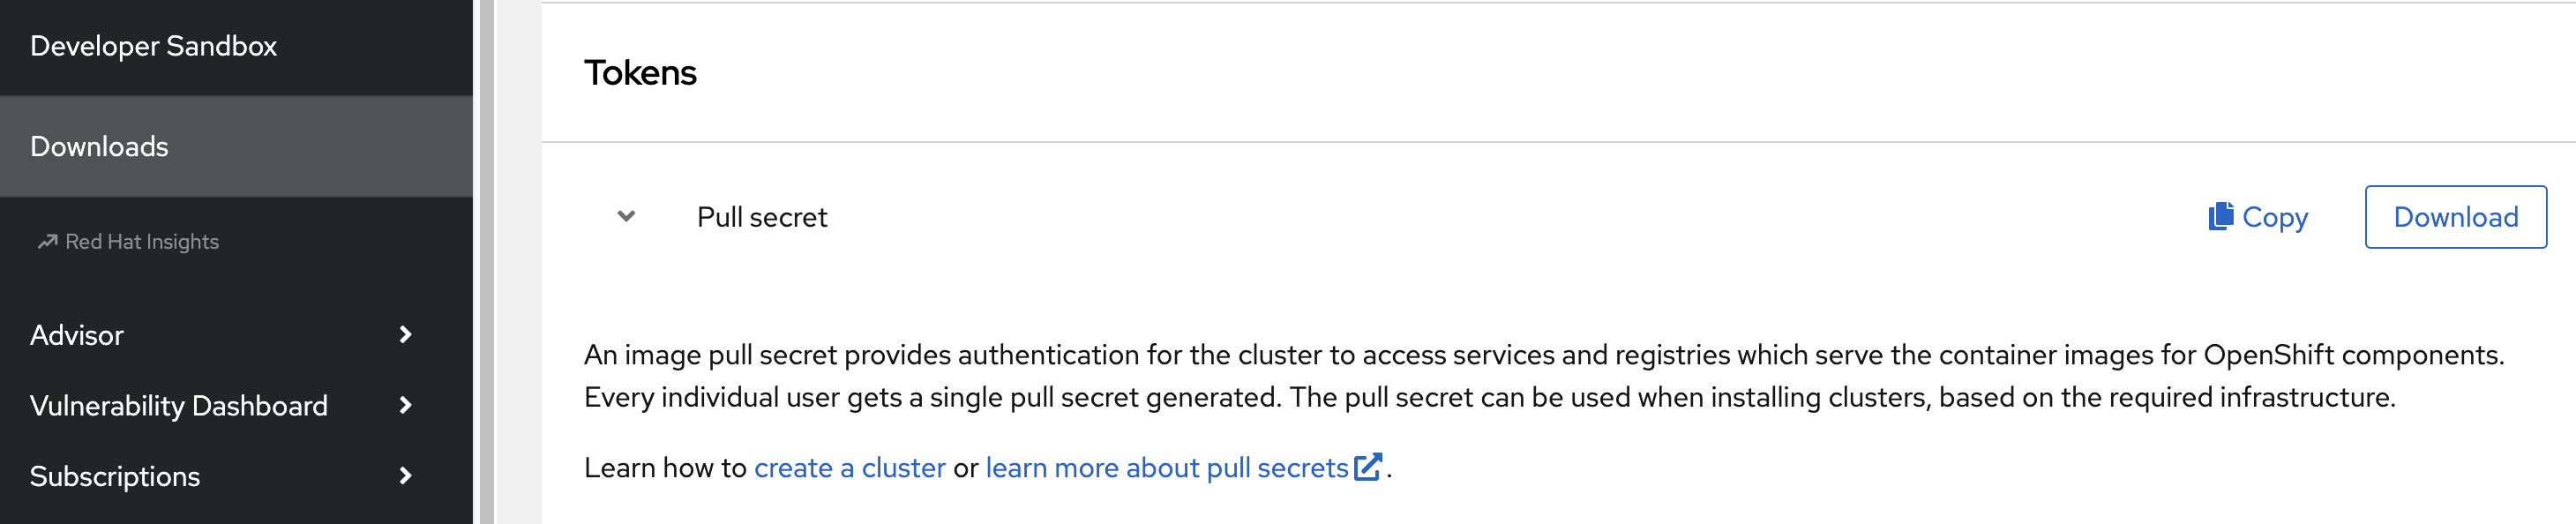 Developer Sandbox
Downloads
Red Hat Insights
Advisor
Vulnerability Dashboard
Subscriptions
Tokens
Pull secret
Copy
Download
An image pull secret provides authentication for the cluster to access services and registries which serve the container images for OpenShift components.
Every individual user gets a single pull secret generated. The pull secret can be used when installing clusters, based on the required infrastructure.
Learn how to create a cluster or learn more about pull secrets.